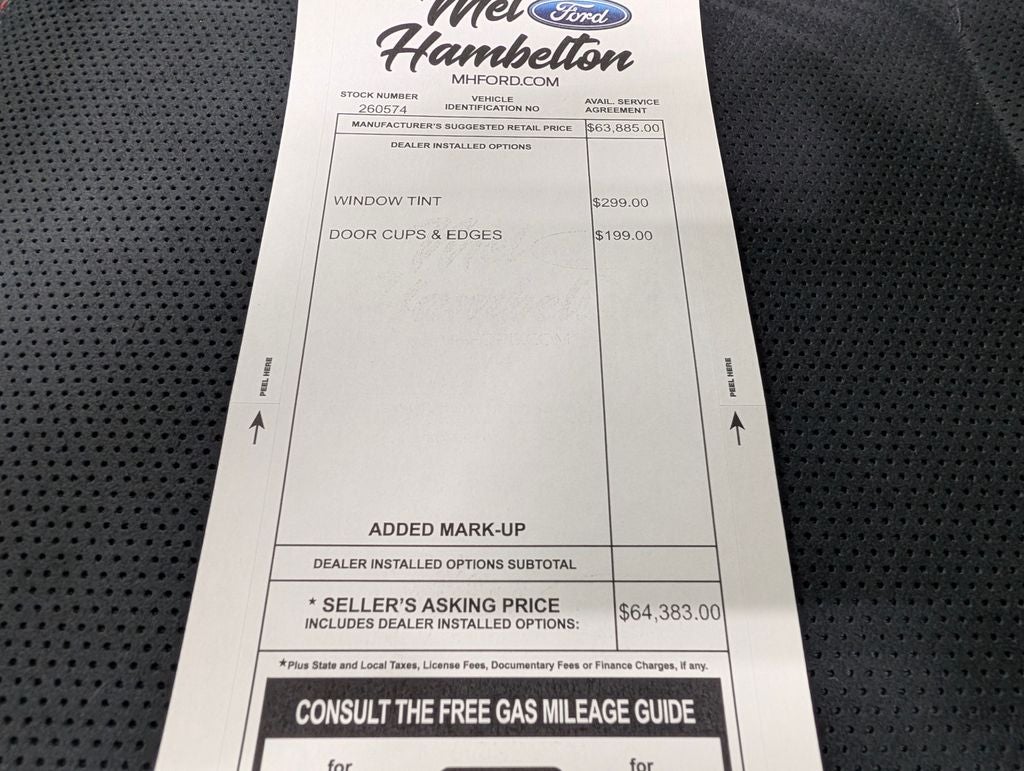 Mel Ford
Hambelton
MHFORD.COM
STOCK NUMBER
260574
VEHICLE
IDENTIFICATION NO
AVAIL. SERVICE
AGREEMENT
MANUFACTURER'S SUGGESTED RETAIL PRICE $63,885.00
DEALER INSTALLED OPTIONS
WINDOW TINT $299.00
DOOR CUPS & EDGES $199.00
PEEL HERE
PEEL HERE
ADDED MARK-UP
DEALER INSTALLED OPTIONS SUBTOTAL
* SELLER'S ASKING PRICE $64,383.00
INCLUDES DEALER INSTALLED OPTIONS:
*Plus State and Local Taxes, License Fees, Documentary Fees or Finance Charges, if any.
CONSULT THE FREE GAS MILEAGE GUIDE
for for